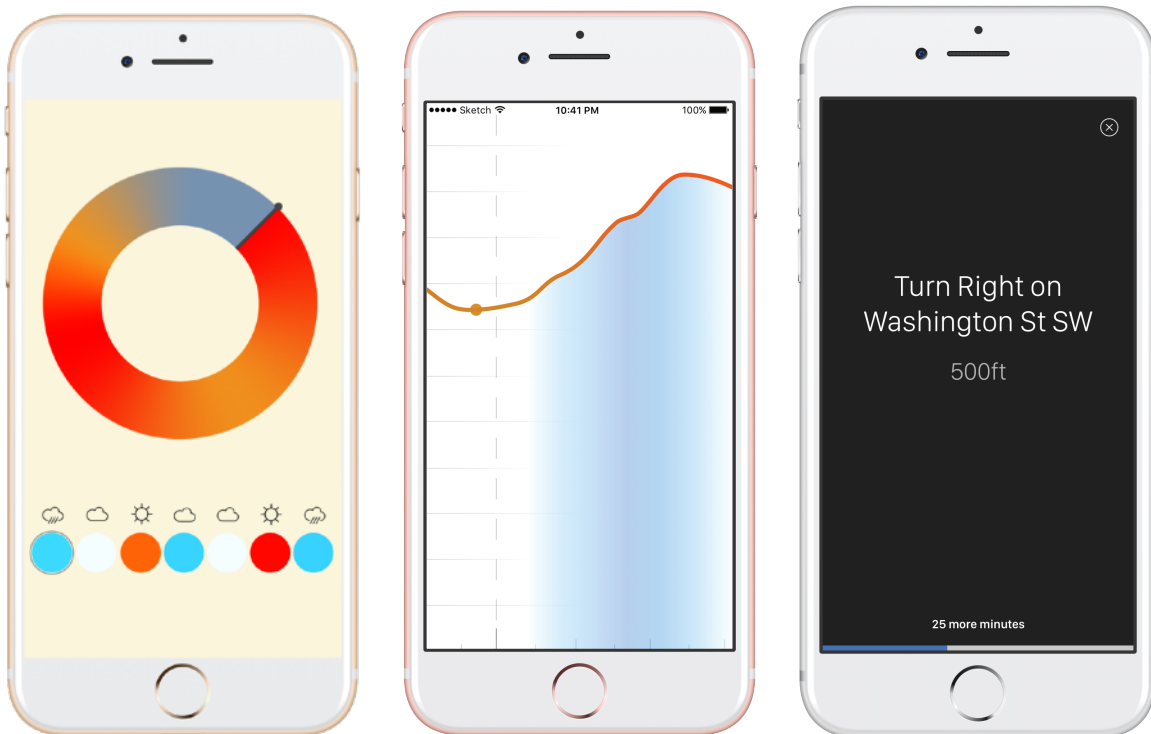 ●●●●● Sketch 10:41 PM 100%
Turn Right on
Washington St SW
500ft
25 more minutes